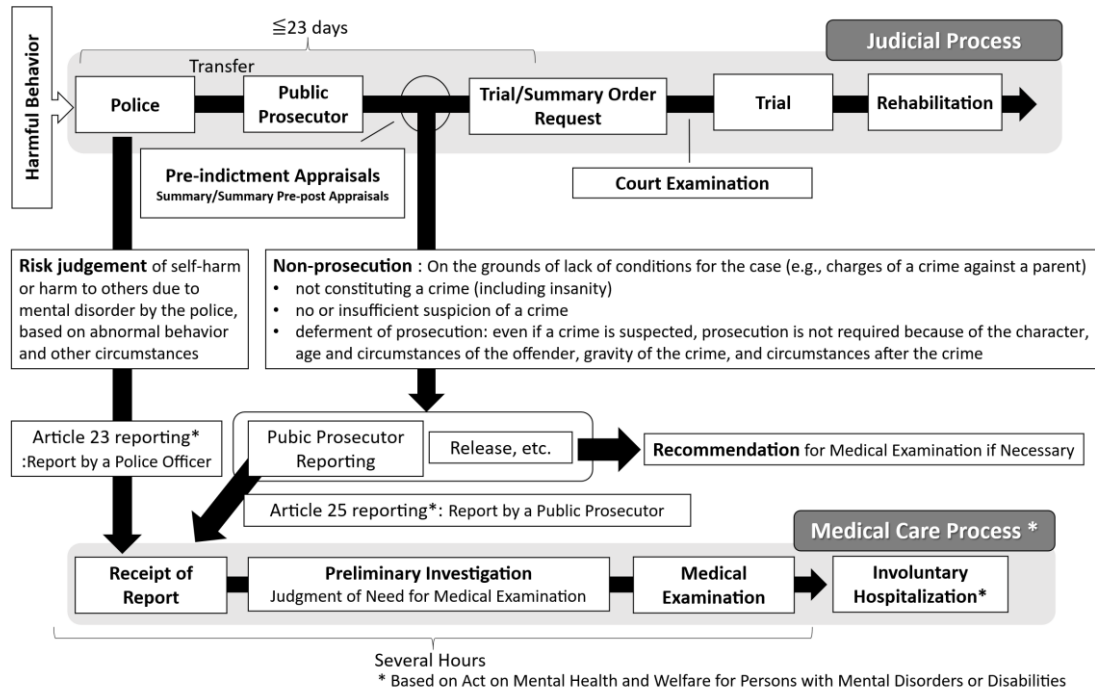 ≦23 days
Judicial Process
Harmful Behavior
Transfer
Police
Public
Prosecutor
Trial/Summary Order
Request
Trial
Rehabilitation
Pre-indictment Appraisals
Summary/Summary Pre-post Appraisals
Court Examination
Risk judgement of self-harm
or harm to others due to
mental disorder by the police,
based on abnormal behavior
and other circumstances
Non-prosecution : On the grounds of lack of conditions for the case (e.g., charges of a crime against a parent)
• not constituting a crime (including insanity)
• no or insufficient suspicion of a crime
• deferment of prosecution: even if a crime is suspected, prosecution is not required because of the character,
age and circumstances of the offender, gravity of the crime, and circumstances after the crime
Article 23 reporting*
:Report by a Police Officer
Pubic Prosecutor
Reporting
Release, etc.
Recommendation for Medical Examination if Necessary
Article 25 reporting*: Report by a Public Prosecutor
Medical Care Process *
Receipt of
Report
Preliminary Investigation
Judgment of Need for Medical Examination
Medical
Examination
Involuntary
Hospitalization*
Several Hours
* Based on Act on Mental Health and Welfare for Persons with Mental Disorders or Disabilities